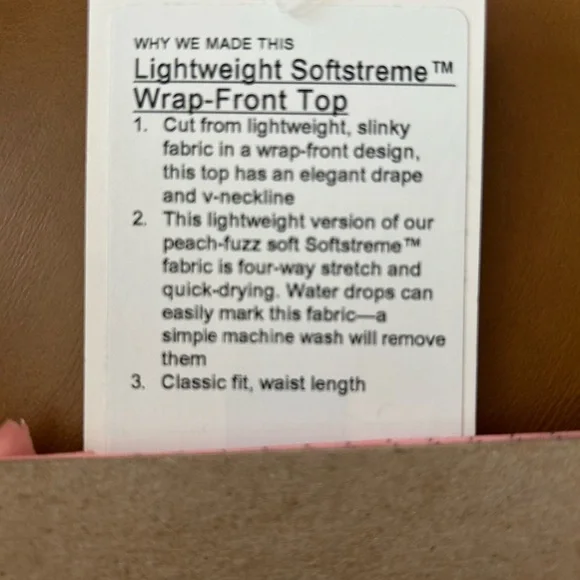 WHY WE MADE THIS
Lightweight Softstreme™
Wrap-Front Top
1. Cut from lightweight, slinky
fabric in a wrap-front design,
this top has an elegant drape
and v-neckline
2. This lightweight version of our
peach-fuzz soft Softstreme™
fabric is four-way stretch and
quick-drying. Water drops can
easily mark this fabric—a
simple machine wash will remove
them
3. Classic fit, waist length